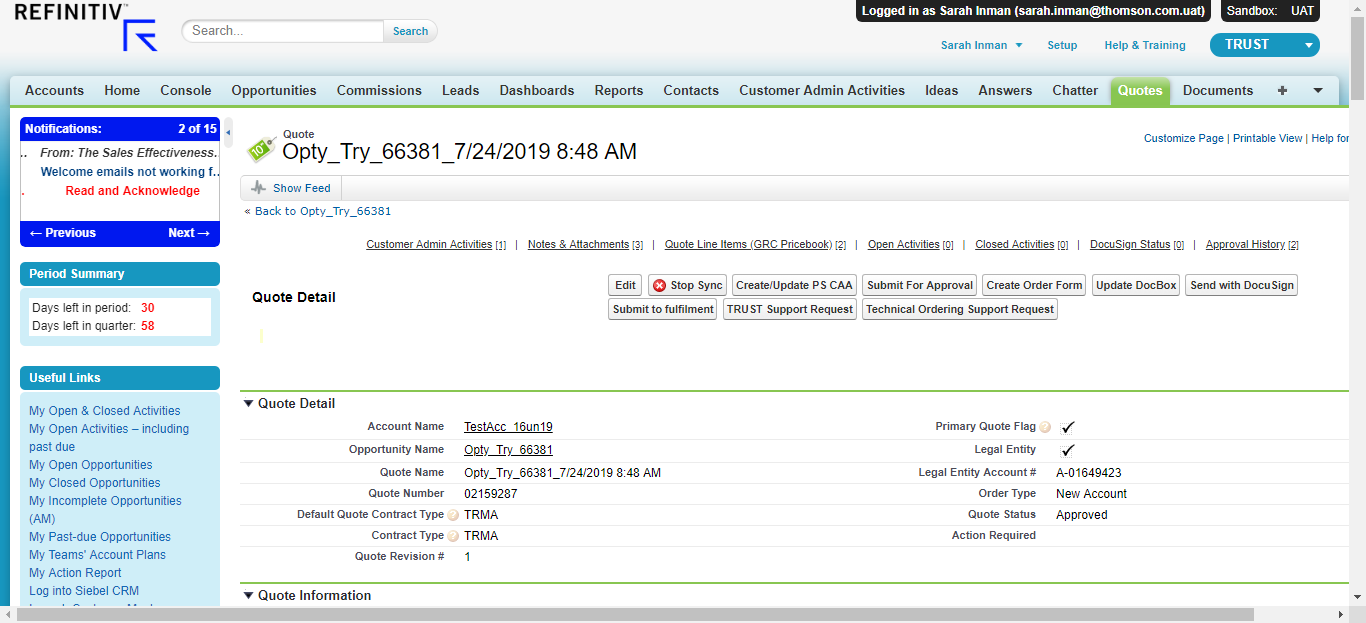 REFINITIV
Search...
Search
Logged in as Sarah Inman (sarah.inman@thomson.com.uat)
Sandbox: UAT
Sarah Inman
Setup
Help & Training
TRUST
Accounts
Home
Console
Opportunities
Commissions
Leads
Dashboards
Reports
Contacts
Customer Admin Activities
Ideas
Answers
Chatter
Quotes
Documents
+
Notifications: 2 of 15
.. From: The Sales Effectiveness..
Welcome emails not working f..
. Read and Acknowledge
← Previous Next →
Period Summary
Days left in period: 30
Days left in quarter: 58
Useful Links
My Open & Closed Activities
My Open Activities – including
past due
My Open Opportunities
My Closed Opportunities
My Incomplete Opportunities
(AM)
My Past-due Opportunities
My Teams' Account Plans
My Action Report
Log into Siebel CRM
Quote
Opty_Try_66381_7/24/2019 8:48 AM
Customize Page | Printable View | Help for
Show Feed
« Back to Opty_Try_66381
Customer Admin Activities [1] | Notes & Attachments [3] | Quote Line Items (GRC Pricebook) [2] | Open Activities [0] | Closed Activities [0] | DocuSign Status [0] | Approval History [2]
Quote Detail
Edit
Stop Sync
Create/Update PS CAA
Submit For Approval
Create Order Form
Update DocBox
Send with DocuSign
Submit to fulfilment
TRUST Support Request
Technical Ordering Support Request
Quote Detail
Account Name TestAcc_16un19
Primary Quote Flag ?
Opportunity Name Opty_Try_66381
Legal Entity
Quote Name Opty_Try_66381_7/24/2019 8:48 AM
Legal Entity Account # A-01649423
Quote Number 02159287
Order Type New Account
Default Quote Contract Type ? TRMA
Quote Status Approved
Contract Type ? TRMA
Action Required
Quote Revision # 1
Quote Information